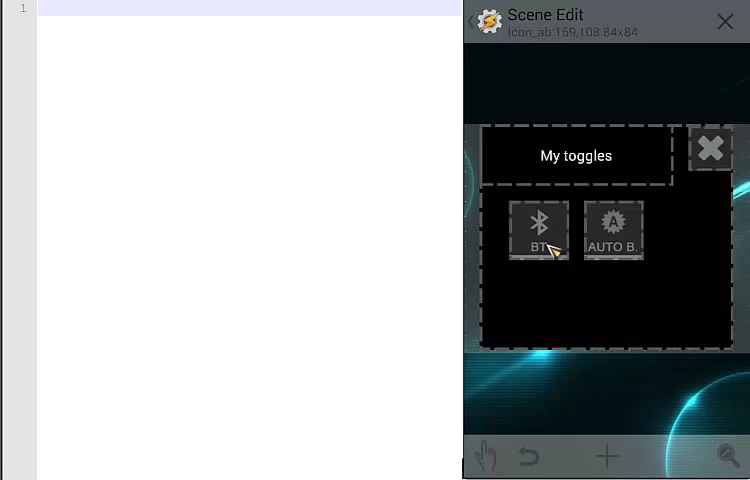 1
Scene Edit
Icon_ab:159,108 84x84
My toggles
BT
AUTO B.